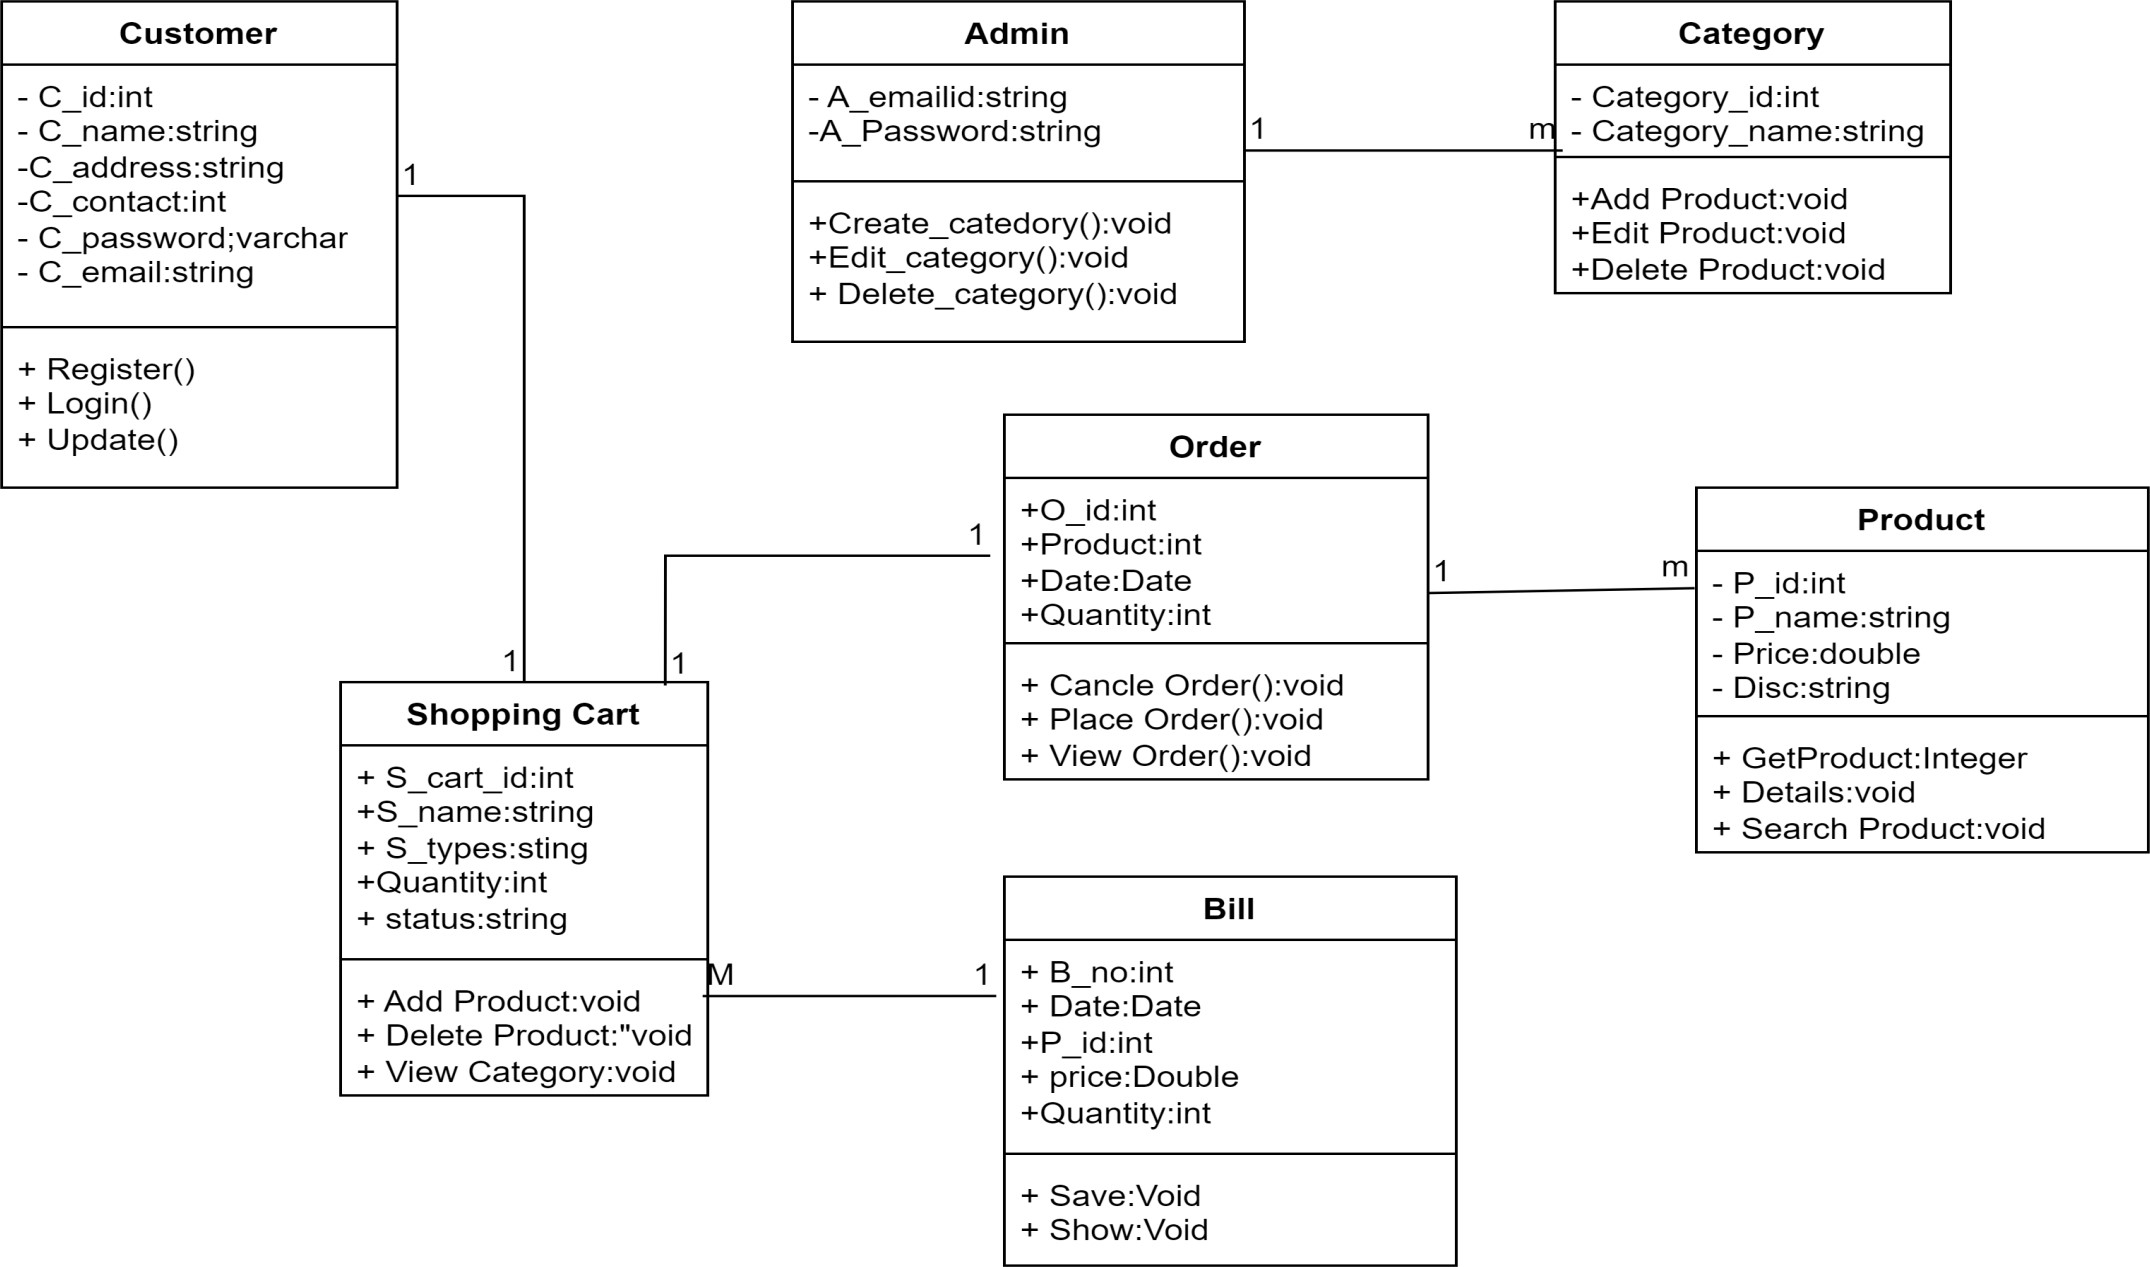 Customer
- C_id:int
- C_name:string
-C_address:string
-C_contact:int
- C_password;varchar
- C_email:string
+ Register()
+ Login()
+ Update()
1
1
Admin
- A_emailid:string
-A_Password:string
+Create_catedory():void
+Edit_category():void
+ Delete_category():void
1
m
Category
- Category_id:int
- Category_name:string
+Add Product:void
+Edit Product:void
+Delete Product:void
Order
+O_id:int
+Product:int
+Date:Date
+Quantity:int
+ Cancle Order():void
+ Place Order():void
+ View Order():void
1
1
1
m
Product
- P_id:int
- P_name:string
- Price:double
- Disc:string
+ GetProduct:Integer
+ Details:void
+ Search Product:void
Shopping Cart
+ S_cart_id:int
+S_name:string
+ S_types:sting
+Quantity:int
+ status:string
+ Add Product:void
+ Delete Product:"void
+ View Category:void
M
1
Bill
+ B_no:int
+ Date:Date
+P_id:int
+ price:Double
+Quantity:int
+ Save:Void
+ Show:Void